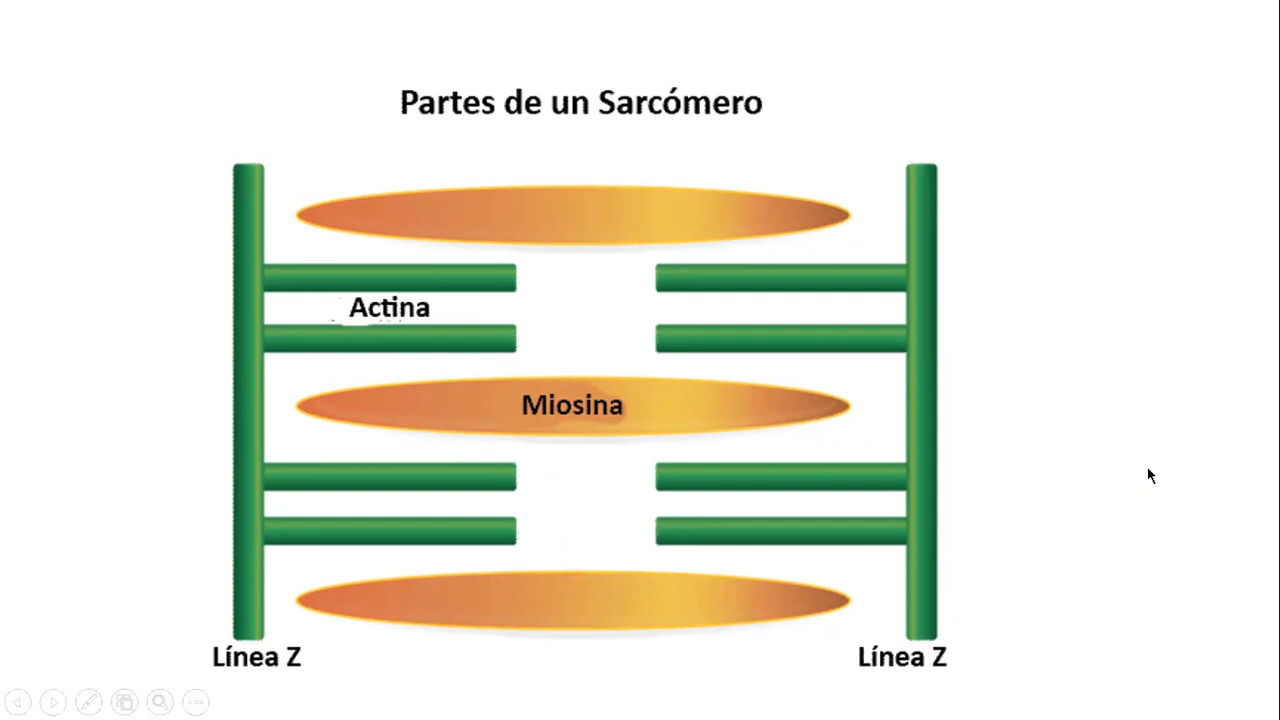 Partes de un Sarcómero
Actina
Miosina
Línea Z
Línea Z